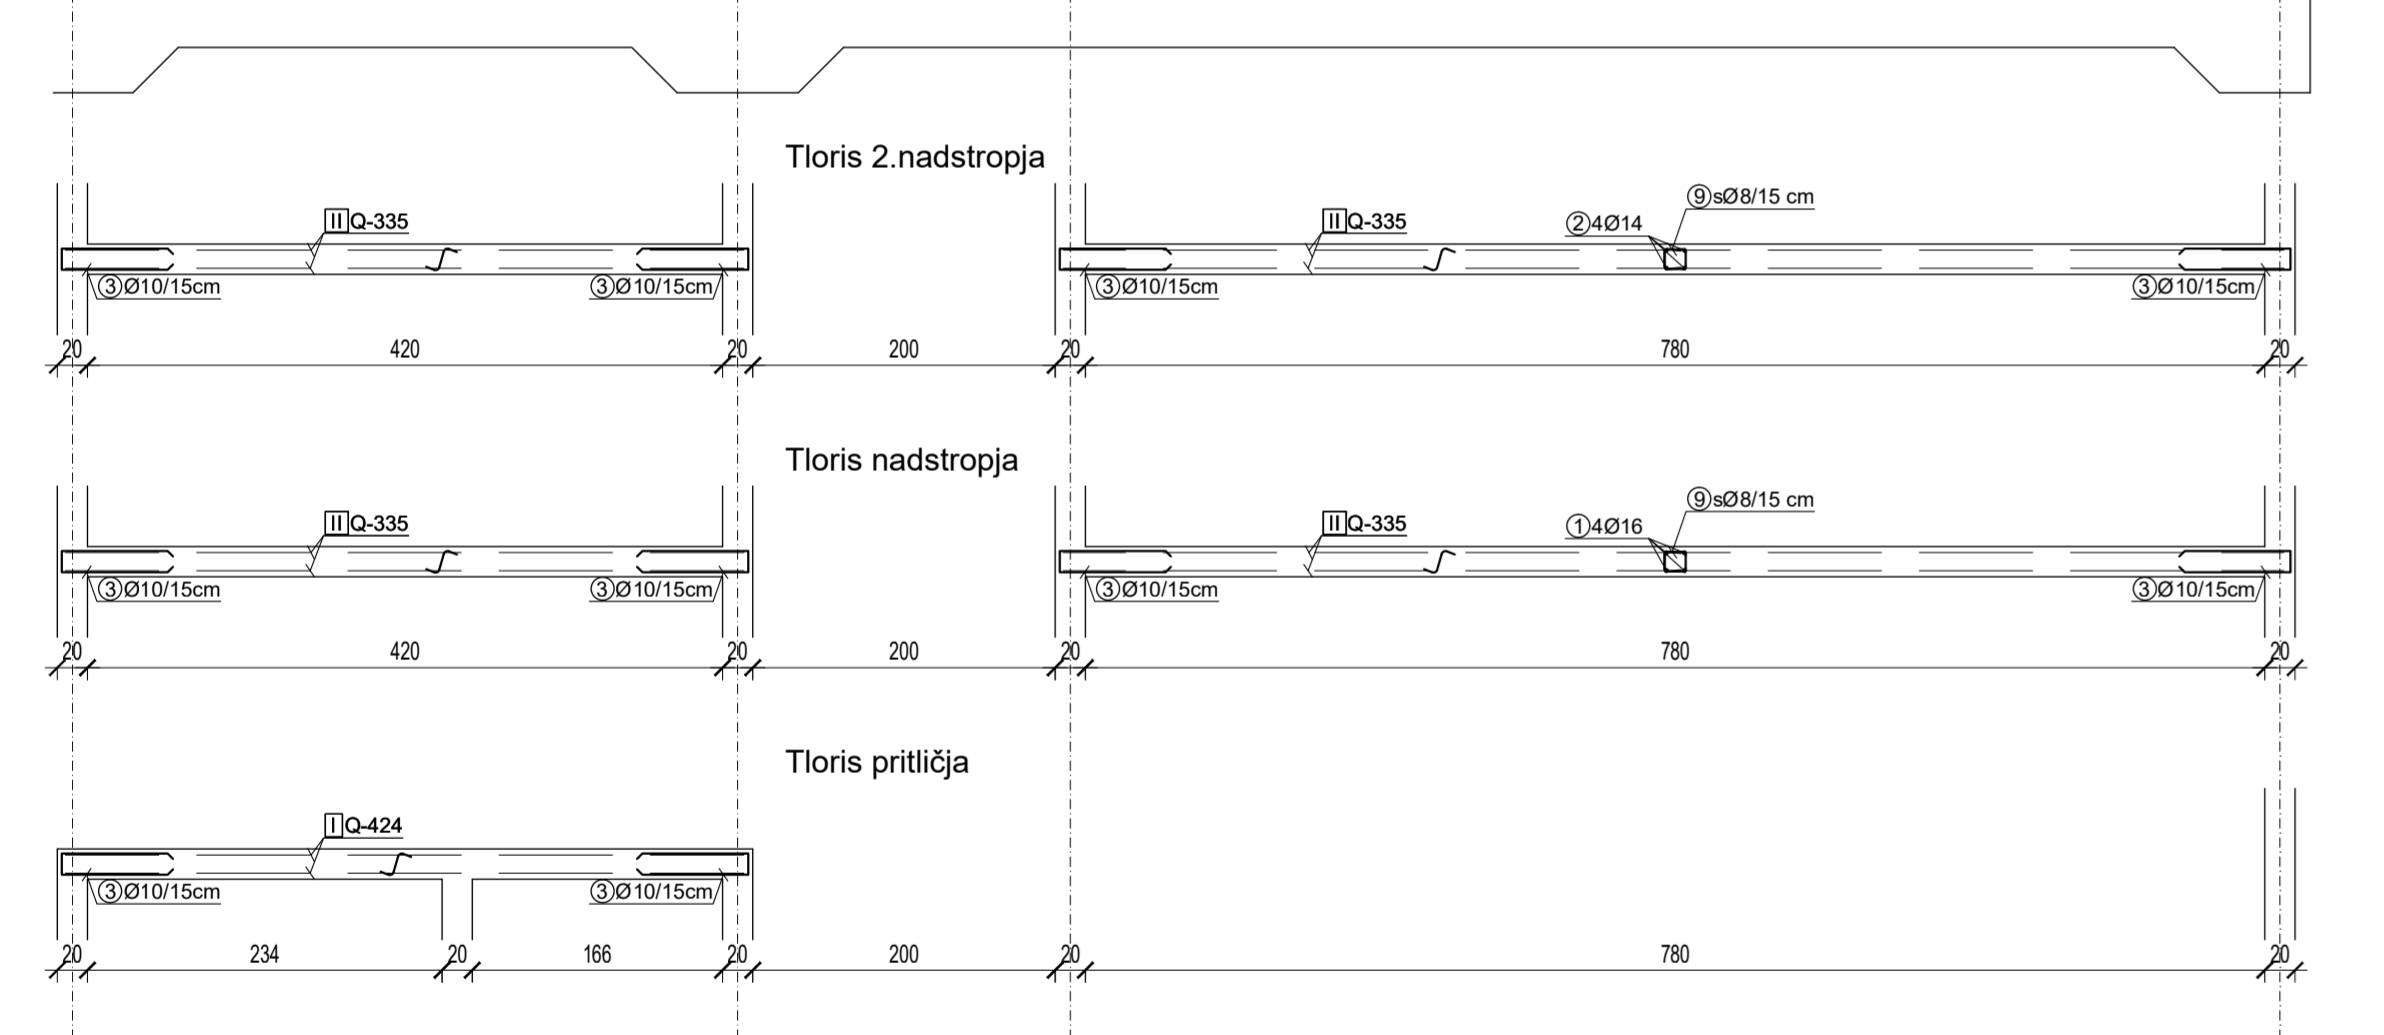 Tloris 2.nadstropja
⑨sØ8/15 cm
II Q-335
II Q-335
②4Ø14
③Ø10/15cm
③Ø10/15cm
③Ø10/15cm
③Ø10/15cm
20 420 20 200 20 780 20
Tloris nadstropja
⑨sØ8/15 cm
II Q-335
II Q-335
①4Ø16
③Ø10/15cm
③Ø10/15cm
③Ø10/15cm
③Ø10/15cm
20 420 20 200 20 780 20
Tloris pritličja
I Q-424
③Ø10/15cm
③Ø10/15cm
20 234 20 166 20 200 20 780 20